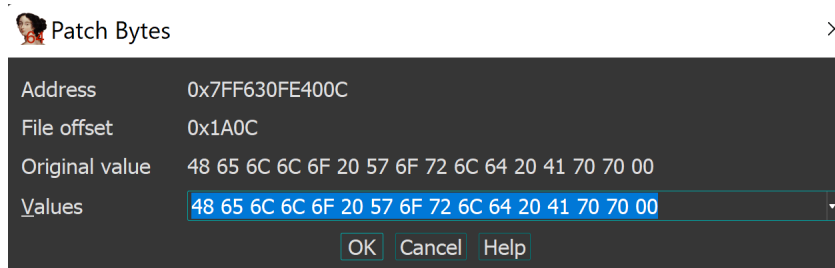 64
Patch Bytes
Address 0x7FF630FE400C
File offset 0x1A0C
Original value 48 65 6C 6C 6F 20 57 6F 72 6C 64 20 41 70 70 00
Values 48 65 6C 6C 6F 20 57 6F 72 6C 64 20 41 70 70 00
OK Cancel Help